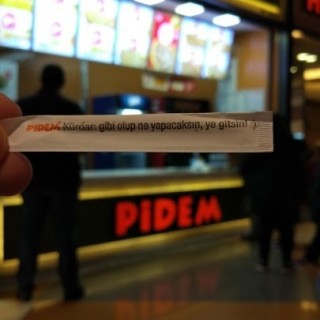 PIDEM Kürdan gibi olup ne yapacaksın, ye gitsin! :)
PiDEM